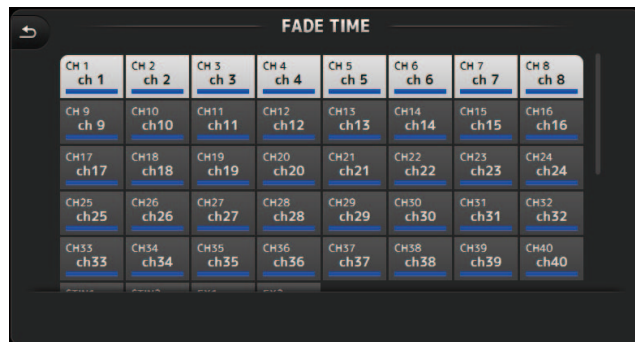 FADE TIME
CH 1 CH 2 CH 3 CH 4 CH 5 CH 6 CH 7 CH 8
ch 1 ch 2 ch 3 ch 4 ch 5 ch 6 ch 7 ch 8
CH 9 CH10 CH11 CH12 CH13 CH14 CH15 CH16
ch 9 ch10 ch11 ch12 ch13 ch14 ch15 ch16
CH17 CH18 CH19 CH20 CH21 CH22 CH23 CH24
ch17 ch18 ch19 ch20 ch21 ch22 ch23 ch24
CH25 CH26 CH27 CH28 CH29 CH30 CH31 CH32
ch25 ch26 ch27 ch28 ch29 ch30 ch31 ch32
CH33 CH34 CH35 CH36 CH37 CH38 CH39 CH40
ch33 ch34 ch35 ch36 ch37 ch38 ch39 ch40